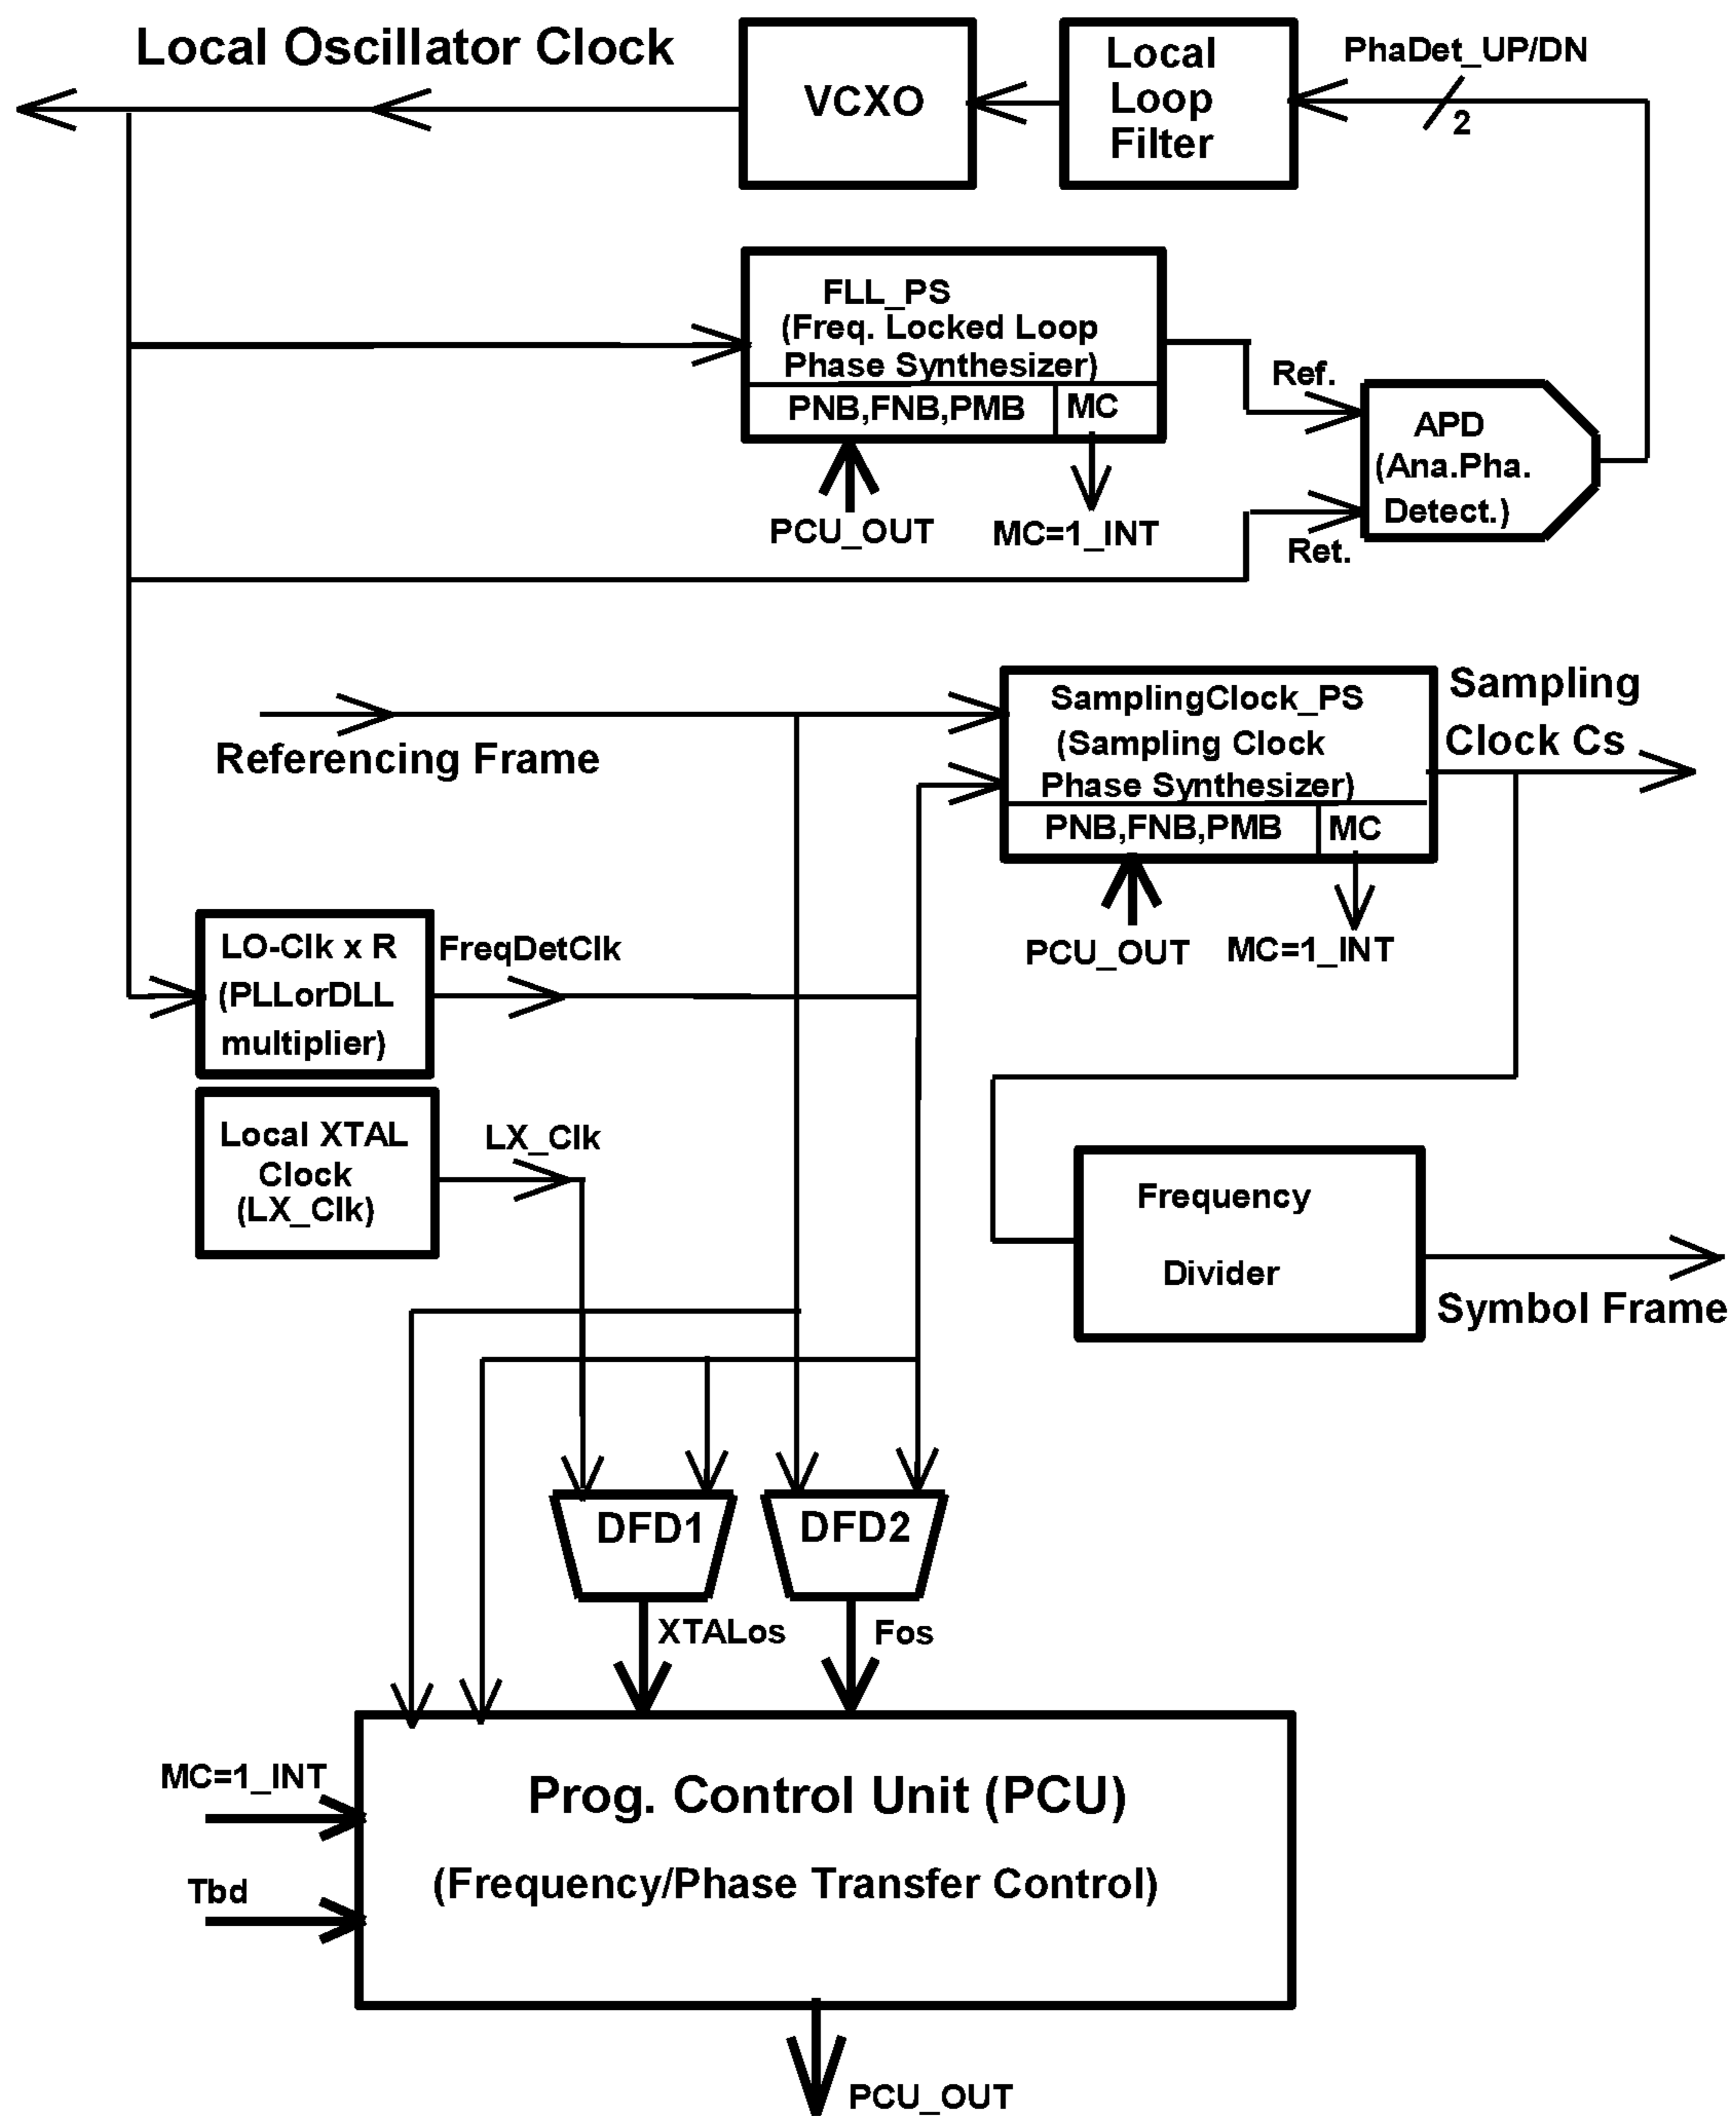 Local Oscillator Clock
VCXO
Local
Loop
Filter
PhaDet_UP/DN
2
FLL_PS
(Freq. Locked Loop
Phase Synthesizer)
PNB,FNB,PMB
MC
PCU_OUT
MC=1_INT
Ref.
APD
(Ana.Pha.
Detect.)
Ret.
Referencing Frame
SamplingClock_PS
(Sampling Clock
Phase Synthesizer)
PNB,FNB,PMB
MC
PCU_OUT
MC=1_INT
Sampling
Clock Cs
LO-Clk x R
(PLLorDLL
multiplier)
FreqDetClk
Local XTAL
Clock
(LX_Clk)
LX_Clk
Frequency
Divider
Symbol Frame
DFD1
DFD2
XTALos
Fos
MC=1_INT
Tbd
Prog. Control Unit (PCU)
(Frequency/Phase Transfer Control)
PCU_OUT